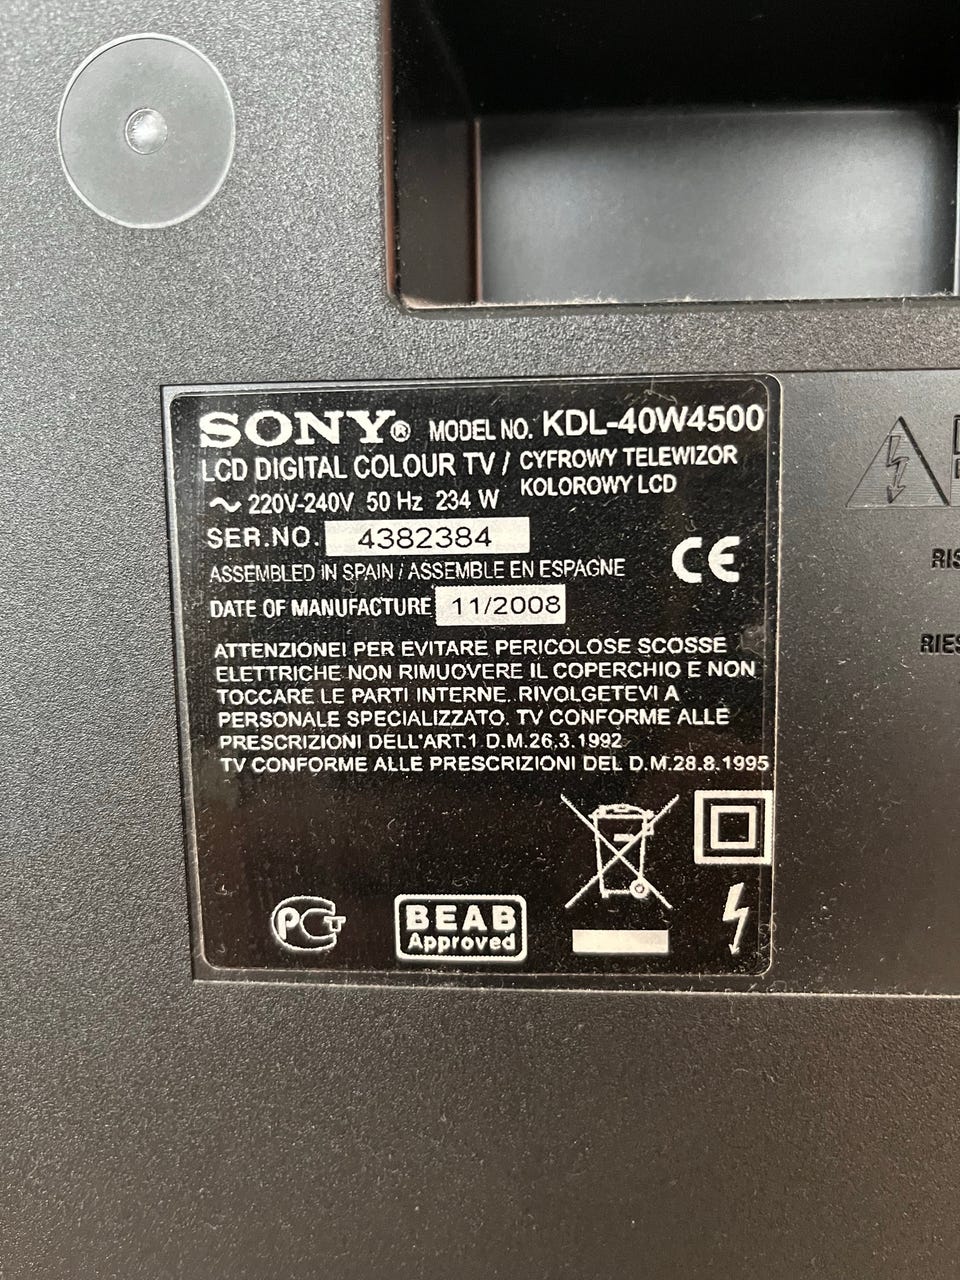 SONY® MODEL NO. KDL-40W4500
LCD DIGITAL COLOUR TV / CYFROWY TELEWIZOR
KOLOROWY LCD
~ 220V-240V 50 Hz 234 W
SER.NO. 4382384
ASSEMBLED IN SPAIN / ASSEMBLE EN ESPAGNE
CE
DATE OF MANUFACTURE 11/2008
ATTENZIONE! PER EVITARE PERICOLOSE SCOSSE
ELETTRICHE NON RIMUOVERE IL COPERCHIO E NON
TOCCARE LE PARTI INTERNE. RIVOLGETEVI A
PERSONALE SPECIALIZZATO. TV CONFORME ALLE
PRESCRIZIONI DELL'ART.1 D.M.26.3.1992
TV CONFORME ALLE PRESCRIZIONI DEL D.M.28.8.1995
РСТ
BEAB
Approved